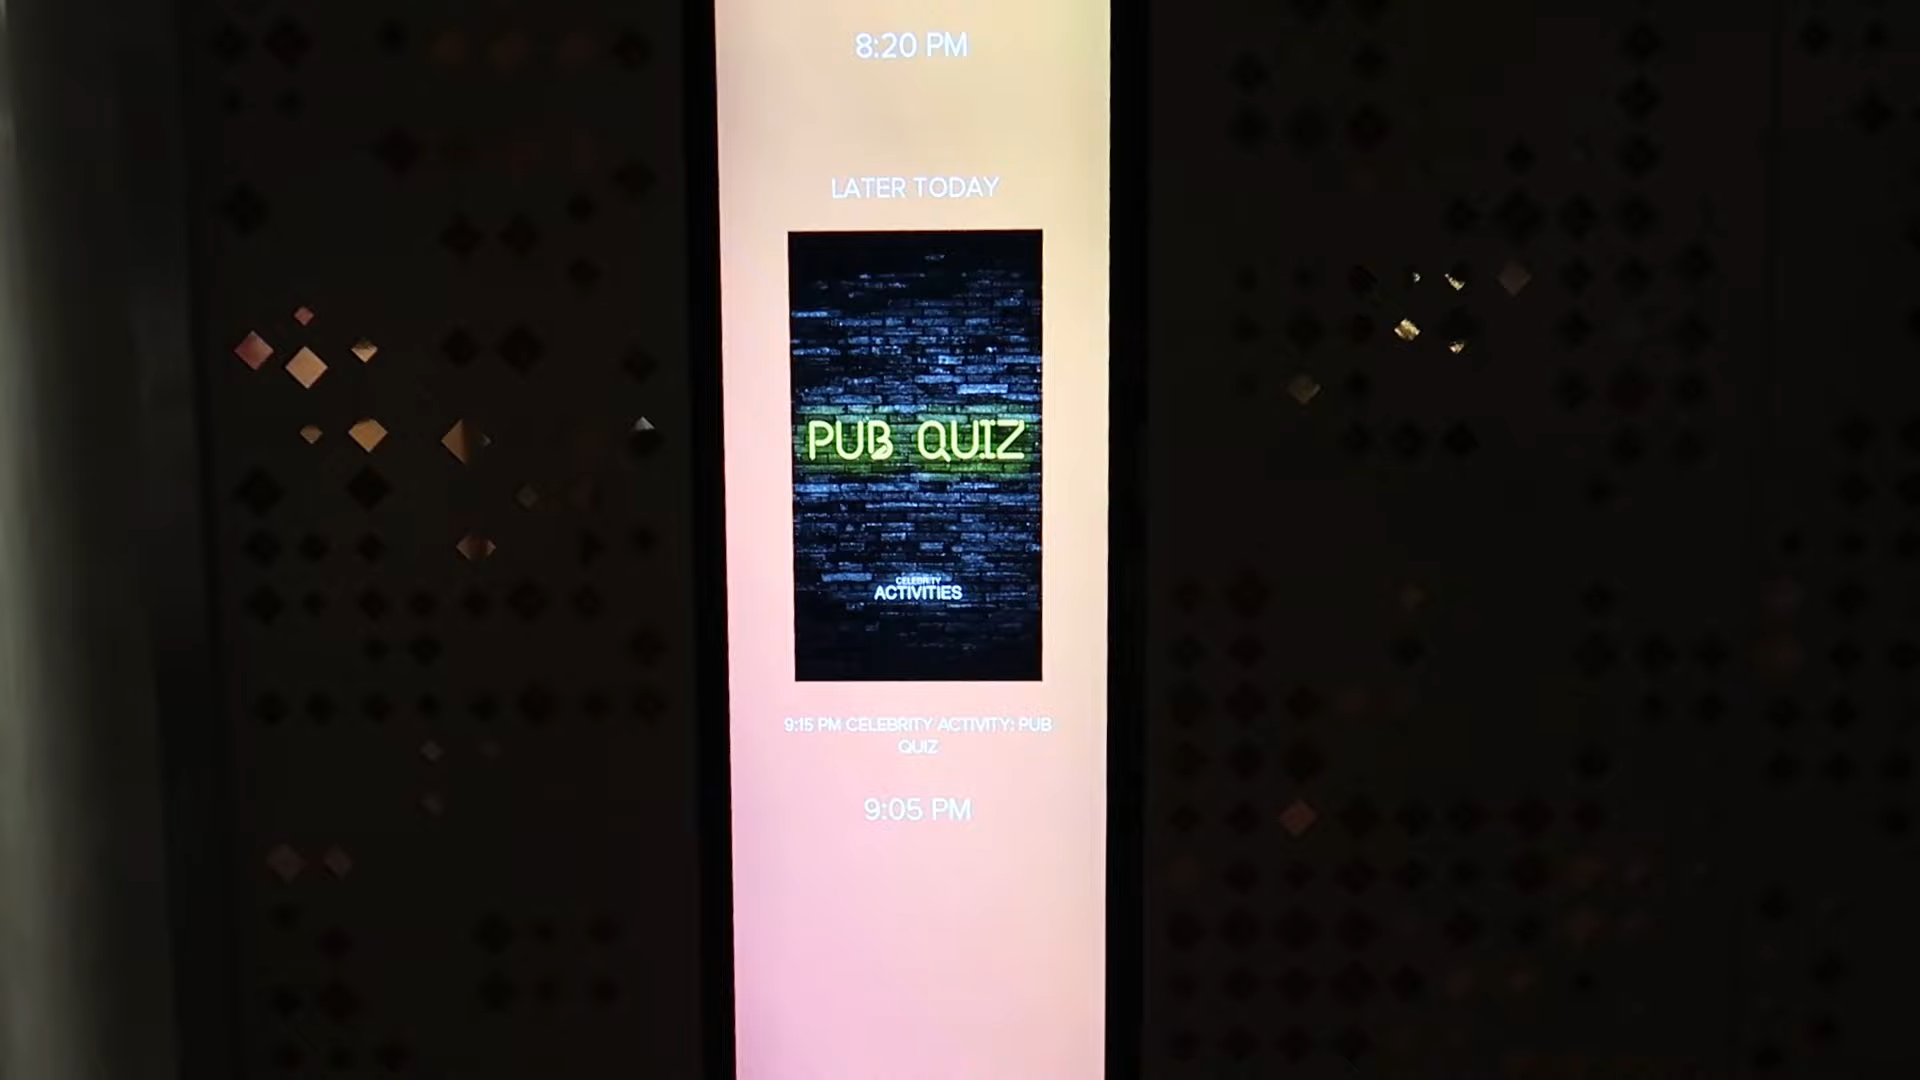 8:20 PM
LATER TODAY
PUB QUIZ
CELEBRITY
ACTIVITIES
9:15 PM CELEBRITY ACTIVITY: PUB
QUIZ
9:05 PM